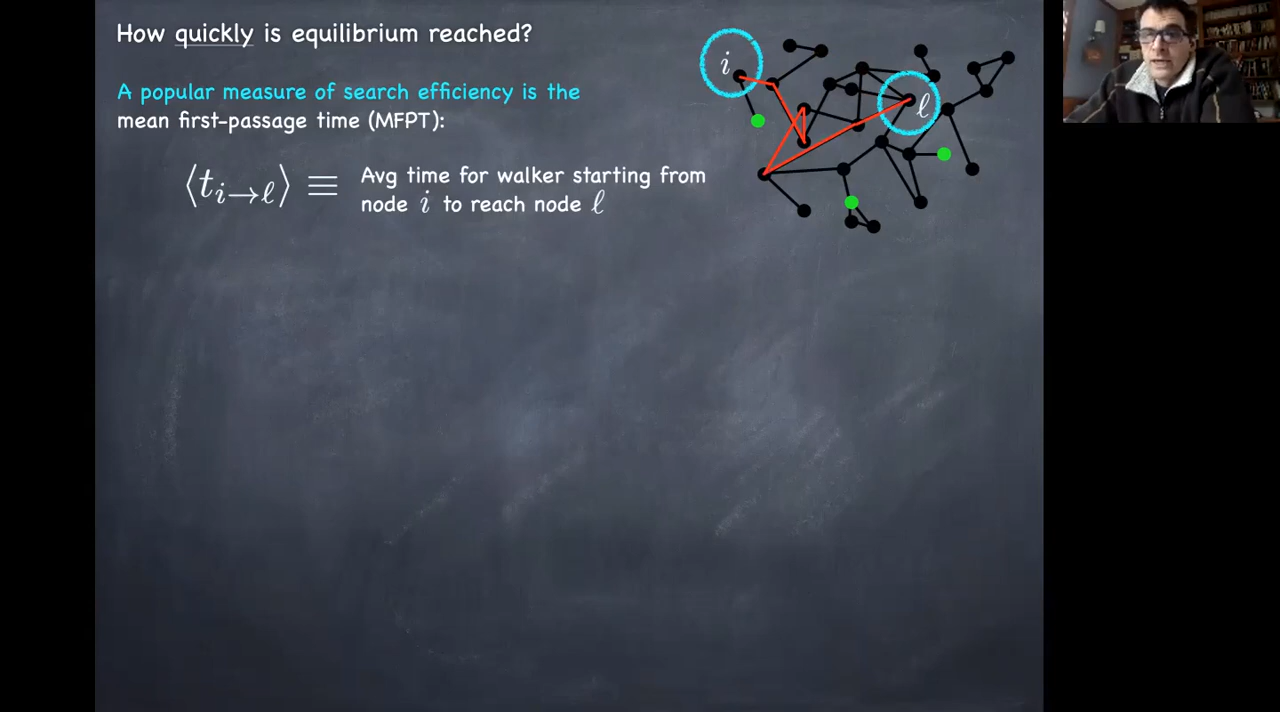 How quickly is equilibrium reached?
A popular measure of search efficiency is the
mean first-passage time (MFPT):
⟨t_{i→ℓ}⟩ ≡ Avg time for walker starting from
node i to reach node ℓ
i
ℓ